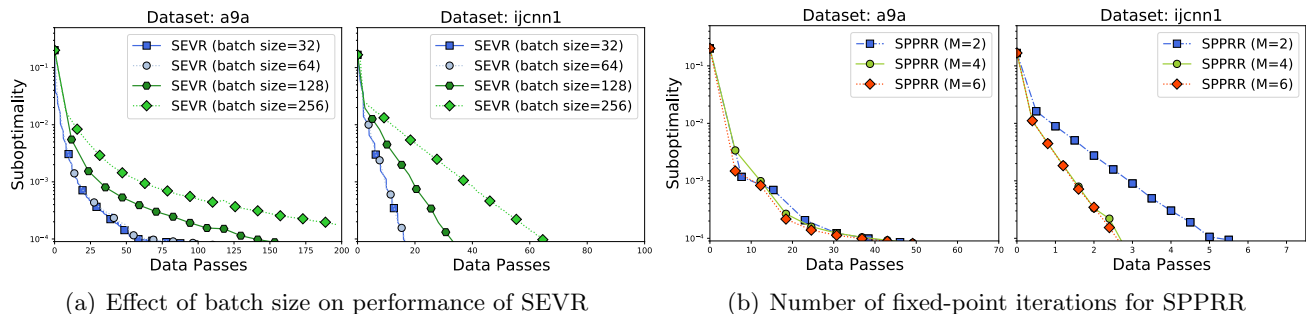 Dataset: a9a
Dataset: ijcnn1
Dataset: a9a
Dataset: ijcnn1
SEVR (batch size=32)
SEVR (batch size=64)
SEVR (batch size=128)
SEVR (batch size=256)
SEVR (batch size=32)
SEVR (batch size=64)
SEVR (batch size=128)
SEVR (batch size=256)
SPPRR (M=2)
SPPRR (M=4)
SPPRR (M=6)
SPPRR (M=2)
SPPRR (M=4)
SPPRR (M=6)
Suboptimality
10⁻¹
10⁻²
10⁻³
10⁻⁴
0 25 50 75 100 125 150 175 200
0 20 40 60 80 100
Suboptimality
10⁻¹
10⁻²
10⁻³
10⁻⁴
0 10 20 30 40 50 60 70
0 1 2 3 4 5 6 7
Data Passes
Data Passes
Data Passes
Data Passes
(a) Effect of batch size on performance of SEVR
(b) Number of fixed-point iterations for SPPRR